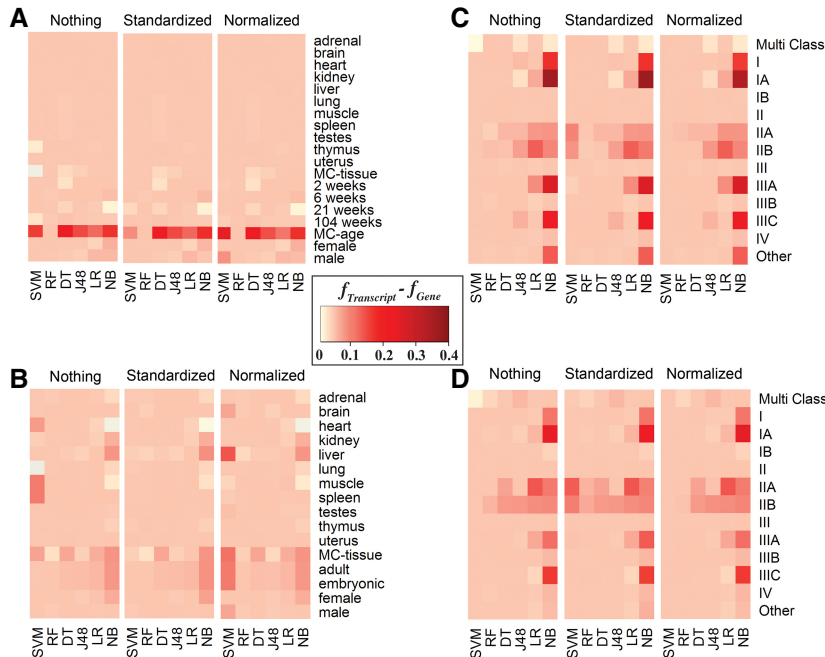 A
Nothing Standardized Normalized
adrenal
brain
heart
kidney
liver
lung
muscle
spleen
testes
thymus
uterus
MC-tissue
2 weeks
6 weeks
21 weeks
104 weeks
MC-age
female
male
SVM RF DT J48 LR NB SVM RF DT J48 LR NB SVM RF DT J48 LR NB
C
Nothing Standardized Normalized
Multi Class
I
IA
IB
II
IIA
IIB
III
IIIA
IIIB
IIIC
IV
Other
SVM RF DT J48 LR NB SVM RF DT J48 LR NB SVM RF DT J48 LR NB
fTranscript - fGene
0 0.1 0.2 0.3 0.4
B
Nothing Standardized Normalized
adrenal
brain
heart
kidney
liver
lung
muscle
spleen
testes
thymus
uterus
MC-tissue
adult
embryonic
female
male
SVM RF DT J48 LR NB SVM RF DT J48 LR NB SVM RF DT J48 LR NB
D
Nothing Standardized Normalized
Multi Class
I
IA
IB
II
IIA
IIB
III
IIIA
IIIB
IIIC
IV
Other
SVM RF DT J48 LR NB SVM RF DT J48 LR NB SVM RF DT J48 LR NB